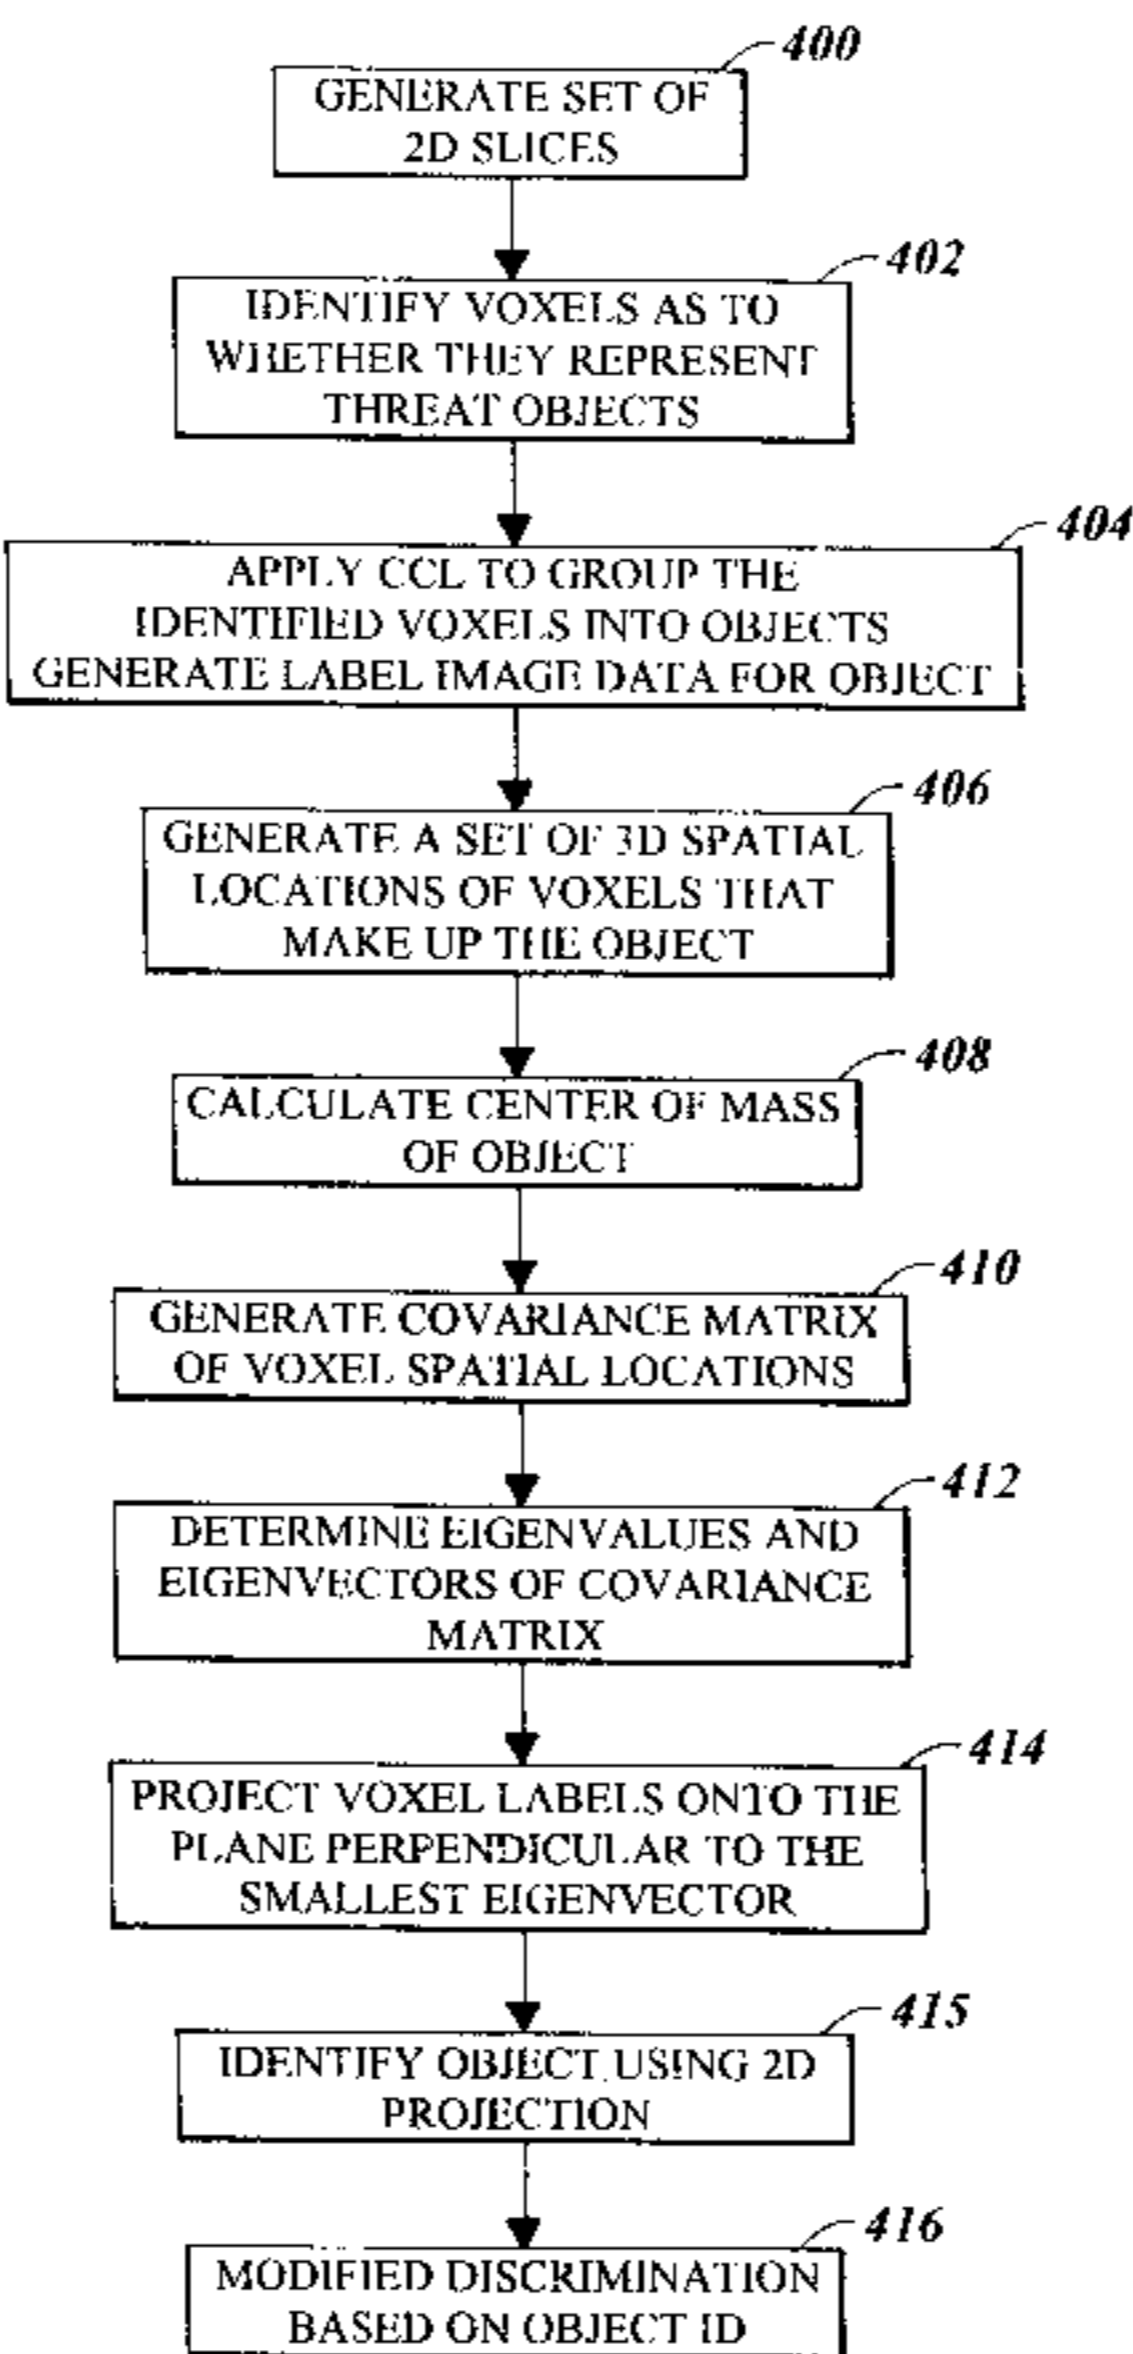 400
GENERATE SET OF
2D SLICES
402
IDENTIFY VOXELS AS TO
WHETHER THEY REPRESENT
THREAT OBJECTS
404
APPLY CCL TO GROUP THE
IDENTIFIED VOXELS INTO OBJECTS
GENERATE LABEL IMAGE DATA FOR OBJECT
406
GENERATE A SET OF 3D SPATIAL
LOCATIONS OF VOXELS THAT
MAKE UP THE OBJECT
408
CALCULATE CENTER OF MASS
OF OBJECT
410
GENERATE COVARIANCE MATRIX
OF VOXEL SPATIAL LOCATIONS
412
DETERMINE EIGENVALUES AND
EIGENVECTORS OF COVARIANCE
MATRIX
414
PROJECT VOXEL LABELS ONTO THE
PLANE PERPENDICULAR TO THE
SMALLEST EIGENVECTOR
415
IDENTIFY OBJECT USING 2D
PROJECTION
416
MODIFIED DISCRIMINATION
BASED ON OBJECT ID